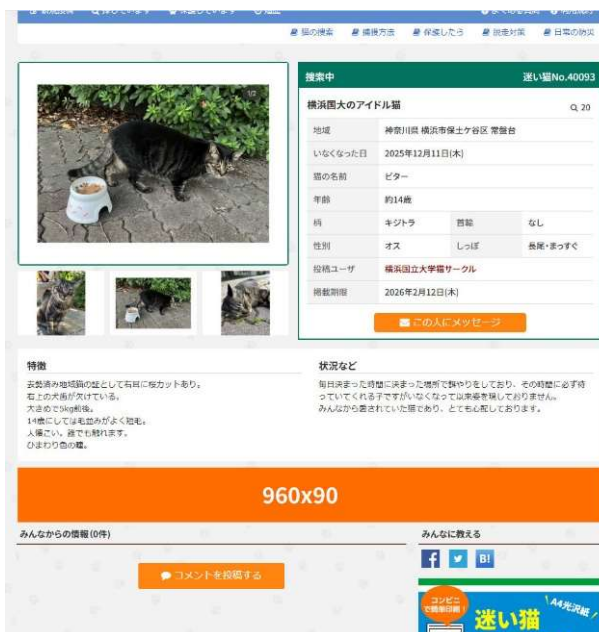 猫の捜索 捕獲方法 保護したら 脱走対策 日常の防災
1/2
捜索中 迷い猫No.40093
横浜国大のアイドル猫 20
地域 神奈川県 横浜市保土ケ谷区 常盤台
いなくなった日 2025年12月11日(木)
猫の名前 ビター
年齢 約14歳
柄 キジトラ 首輪 なし
性別 オス しっぽ 長尾・まっすぐ
投稿ユーザ 横浜国立大学猫サークル
掲載期限 2026年2月12日(木)
この人にメッセージ
特徴
去勢済み地域猫の証として右耳に桜カットあり。
右上の犬歯が欠けている。
大きめで5kg前後。
14歳にしては毛並みがよく短毛。
人懐こい。誰でも触れます。
ひまわり色の瞳。
状況など
毎日決まった時間に決まった場所で餌やりをしており、その時間に必ず待
っていてくれる子ですがいなくなって以来姿を現しておりません。
みんなから愛されていた猫であり、とても心配しております。
960x90
みんなからの情報(0件)
コメントを投稿する
みんなに教える
B!
コンビニ
で簡単印刷!
迷い猫
A4光沢紙